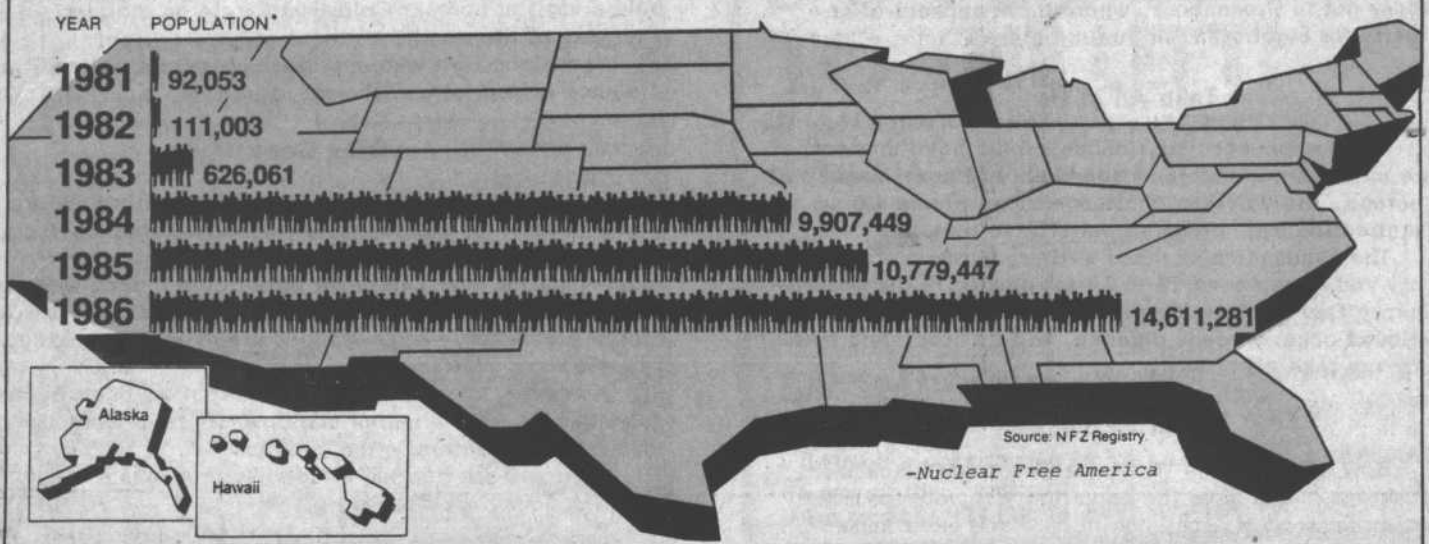 YEAR POPULATION*
1981 92,053
1982 111,003
1983 626,061
1984 9,907,449
1985 10,779,447
1986 14,611,281
Alaska
Hawaii
Source: NFZ Registry.
-Nuclear Free America